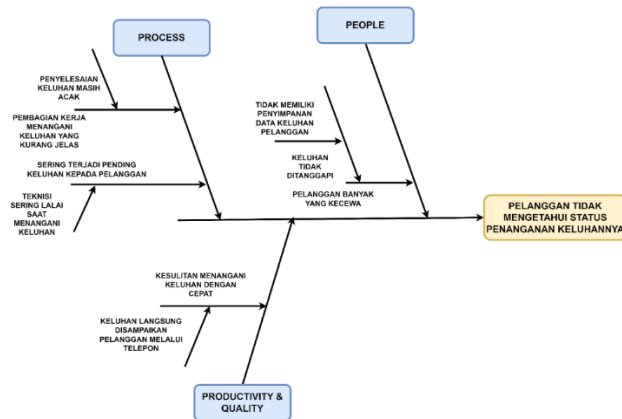 PROCESS
PEOPLE
PENYELESAIAN
KELUHAN MASIH
ACAK
PEMBAGIAN KERJA
MENANGANI
KELUHAN YANG
KURANG JELAS
SERING TERJADI PENDING
KELUHAN KEPADA PELANGGAN
TEKNISI
SERING LALAI
SAAT
MENANGANI
KELUHAN
TIDAK MEMILIKI
PENYIMPANAN
DATA KELUHAN
PELANGGAN
KELUHAN
TIDAK
DITANGGAPI
PELANGGAN BANYAK
YANG KECEWA
PELANGGAN TIDAK
MENGETAHUI STATUS
PENANGANAN KELUHANNYA
KESULITAN MENANGANI
KELUHAN DENGAN
CEPAT
KELUHAN LANGSUNG
DISAMPAIKAN
PELANGGAN MELALUI
TELEPON
PRODUCTIVITY &
QUALITY